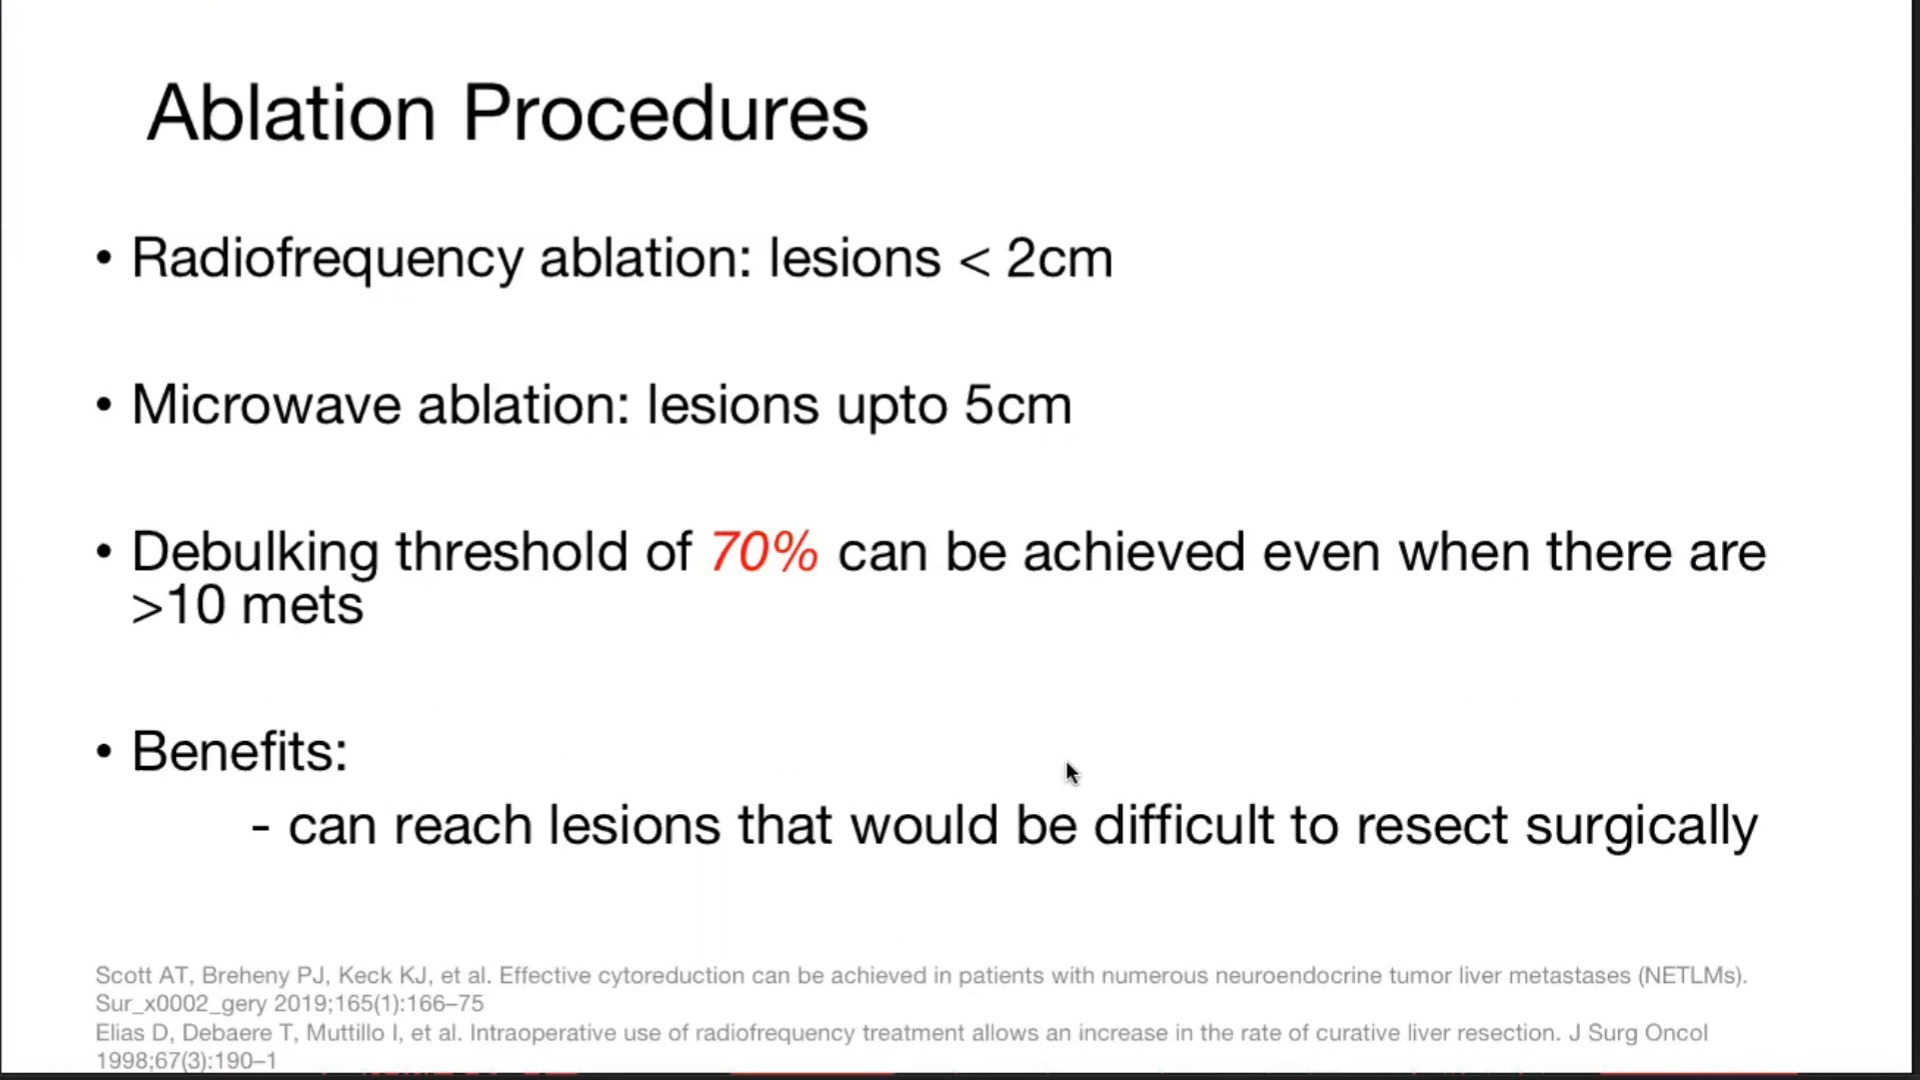 Ablation Procedures
• Radiofrequency ablation: lesions < 2cm
• Microwave ablation: lesions upto 5cm
• Debulking threshold of 70% can be achieved even when there are
>10 mets
• Benefits:
- can reach lesions that would be difficult to resect surgically
Scott AT, Breheny PJ, Keck KJ, et al. Effective cytoreduction can be achieved in patients with numerous neuroendocrine tumor liver metastases (NETLMs).
Sur_x0002_gery 2019;165(1):166–75
Elias D, Debaere T, Muttillo I, et al. Intraoperative use of radiofrequency treatment allows an increase in the rate of curative liver resection. J Surg Oncol
1998;67(3):190–1